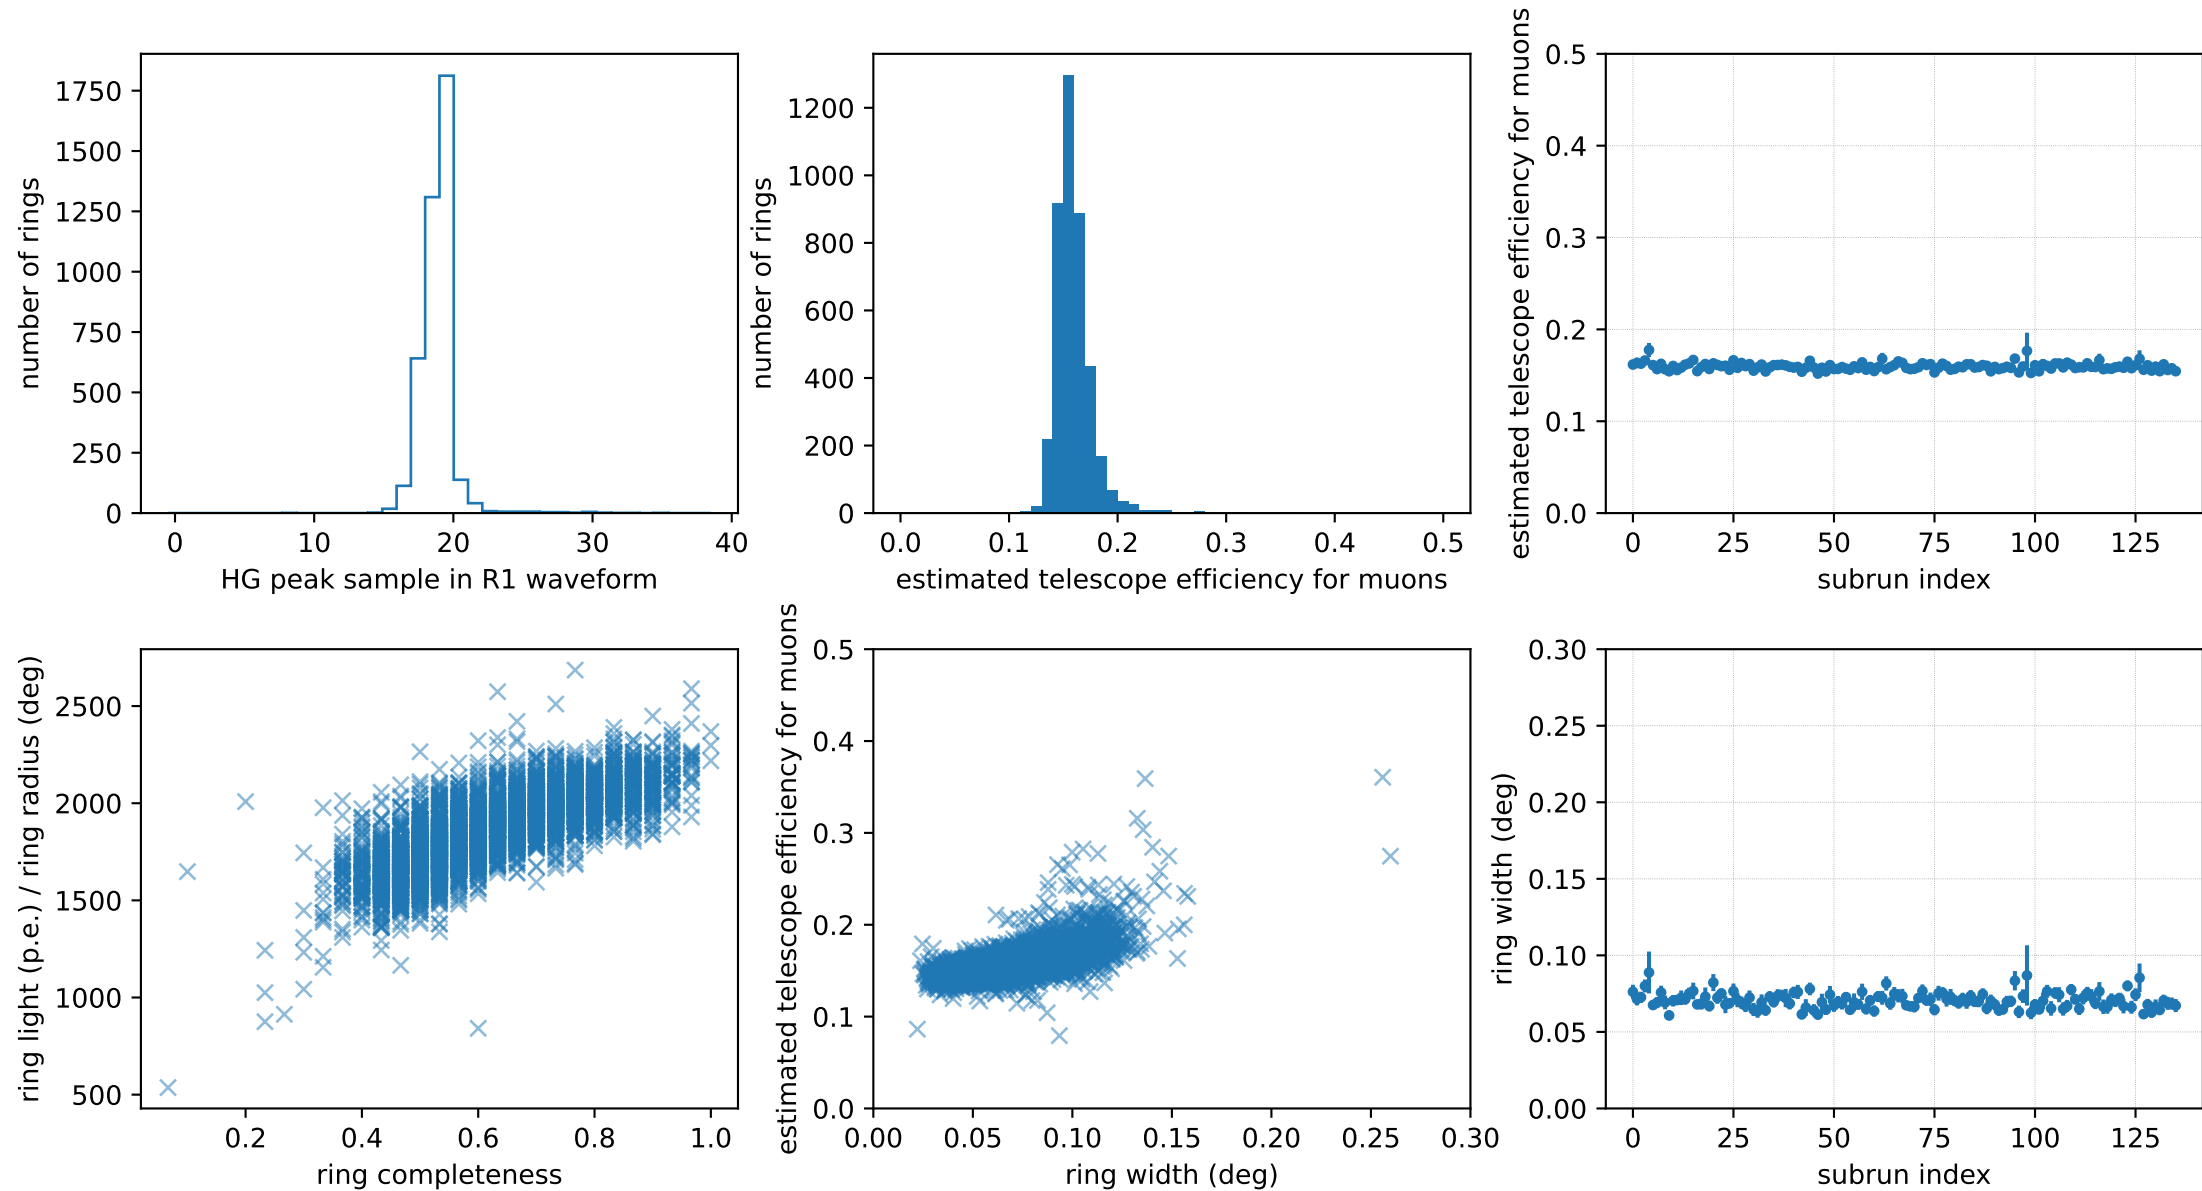 number of rings
1750
1500
1250
1000
750
500
250
0
0 10 20 30 40
HG peak sample in R1 waveform
number of rings
1200
1000
800
600
400
200
0
0.0 0.1 0.2 0.3 0.4 0.5
estimated telescope efficiency for muons
estimated telescope efficiency for muons
0.5
0.4
0.3
0.2
0.1
0.0
0 25 50 75 100 125
subrun index
ring light (p.e.) / ring radius (deg)
2500
2000
1500
1000
500
0.2 0.4 0.6 0.8 1.0
ring completeness
estimated telescope efficiency for muons
0.5
0.4
0.3
0.2
0.1
0.0
0.00 0.05 0.10 0.15 0.20 0.25 0.30
ring width (deg)
ring width (deg)
0.30
0.25
0.20
0.15
0.10
0.05
0.00
0 25 50 75 100 125
subrun index